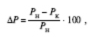 ΔP = (Pн − Pк) / Pн · 100 ,